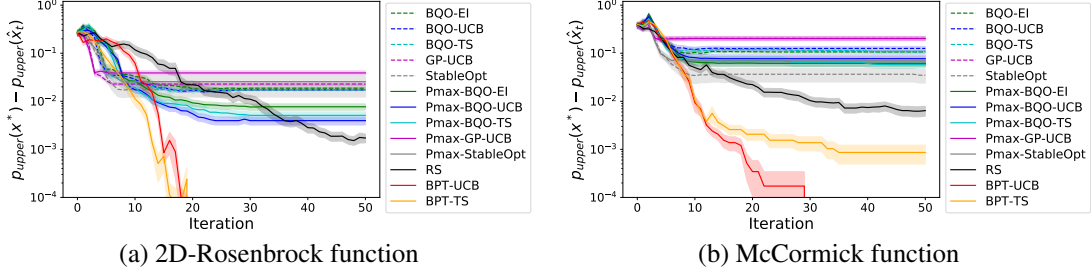 p_upper(x*) − p_upper(x̂_t)
10^0
10^−1
10^−2
10^−3
10^−4
0 10 20 30 40 50
Iteration
BQO-EI
BQO-UCB
BQO-TS
GP-UCB
StableOpt
Pmax-BQO-EI
Pmax-BQO-UCB
Pmax-BQO-TS
Pmax-GP-UCB
Pmax-StableOpt
RS
BPT-UCB
BPT-TS
(a) 2D-Rosenbrock function
p_upper(x*) − p_upper(x̂_t)
10^0
10^−1
10^−2
10^−3
10^−4
0 10 20 30 40 50
Iteration
BQO-EI
BQO-UCB
BQO-TS
GP-UCB
StableOpt
Pmax-BQO-EI
Pmax-BQO-UCB
Pmax-BQO-TS
Pmax-GP-UCB
Pmax-StableOpt
RS
BPT-UCB
BPT-TS
(b) McCormick function